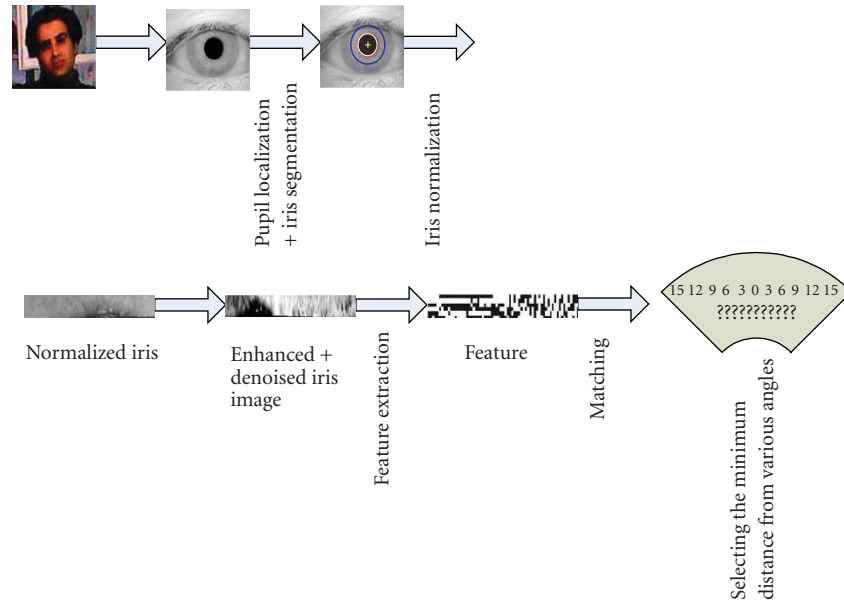 Pupil localization
+ iris segmentation
Iris normalization
Normalized iris
Enhanced +
denoised iris
image
Feature extraction
Feature
Matching
15 12 9 6 3 0 3 6 9 12 15
???????????
Selecting the minimum
distance from various angles